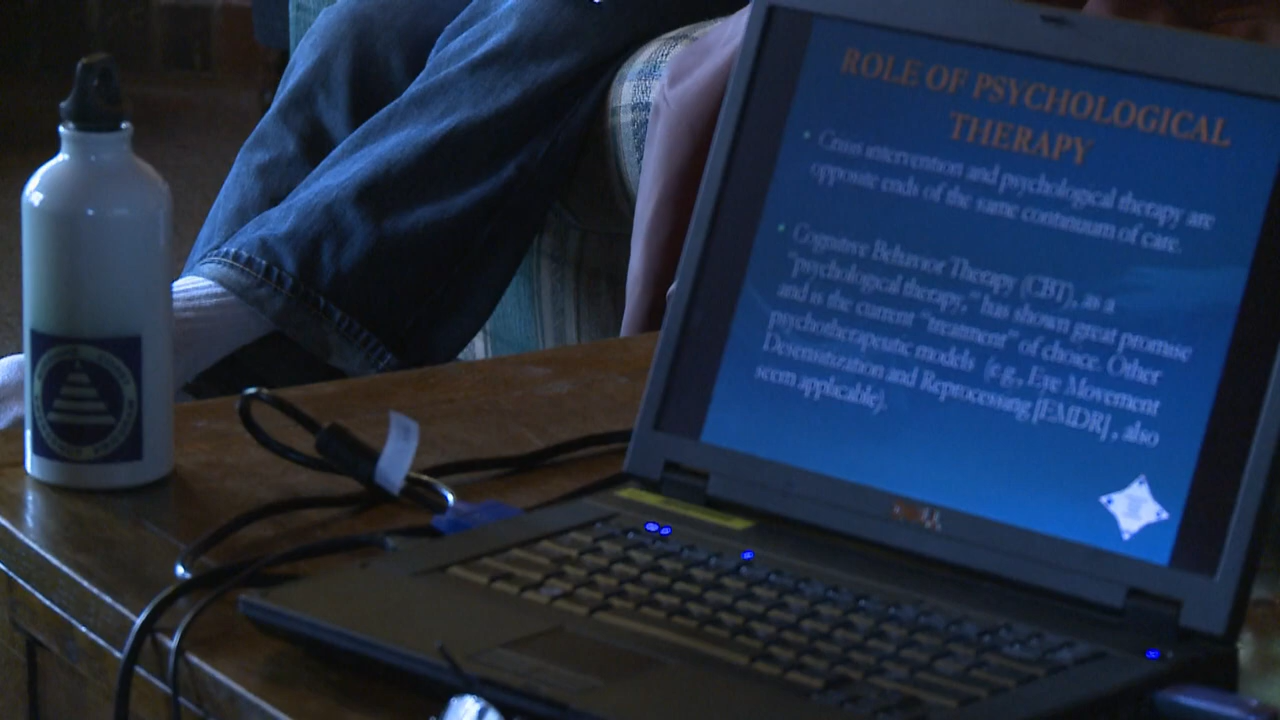 ROLE OF PSYCHOLOGICAL
THERAPY
• Crisis intervention and psychological therapy are
opposite ends of the same continuum of care.
• Cognitive Behavior Therapy (CBT), as a
"psychological therapy," has shown great promise
and is the current "treatment" of choice. Other
psychotherapeutic models (e.g., Eye Movement
Desensitization and Reprocessing [EMDR], also
seem applicable).